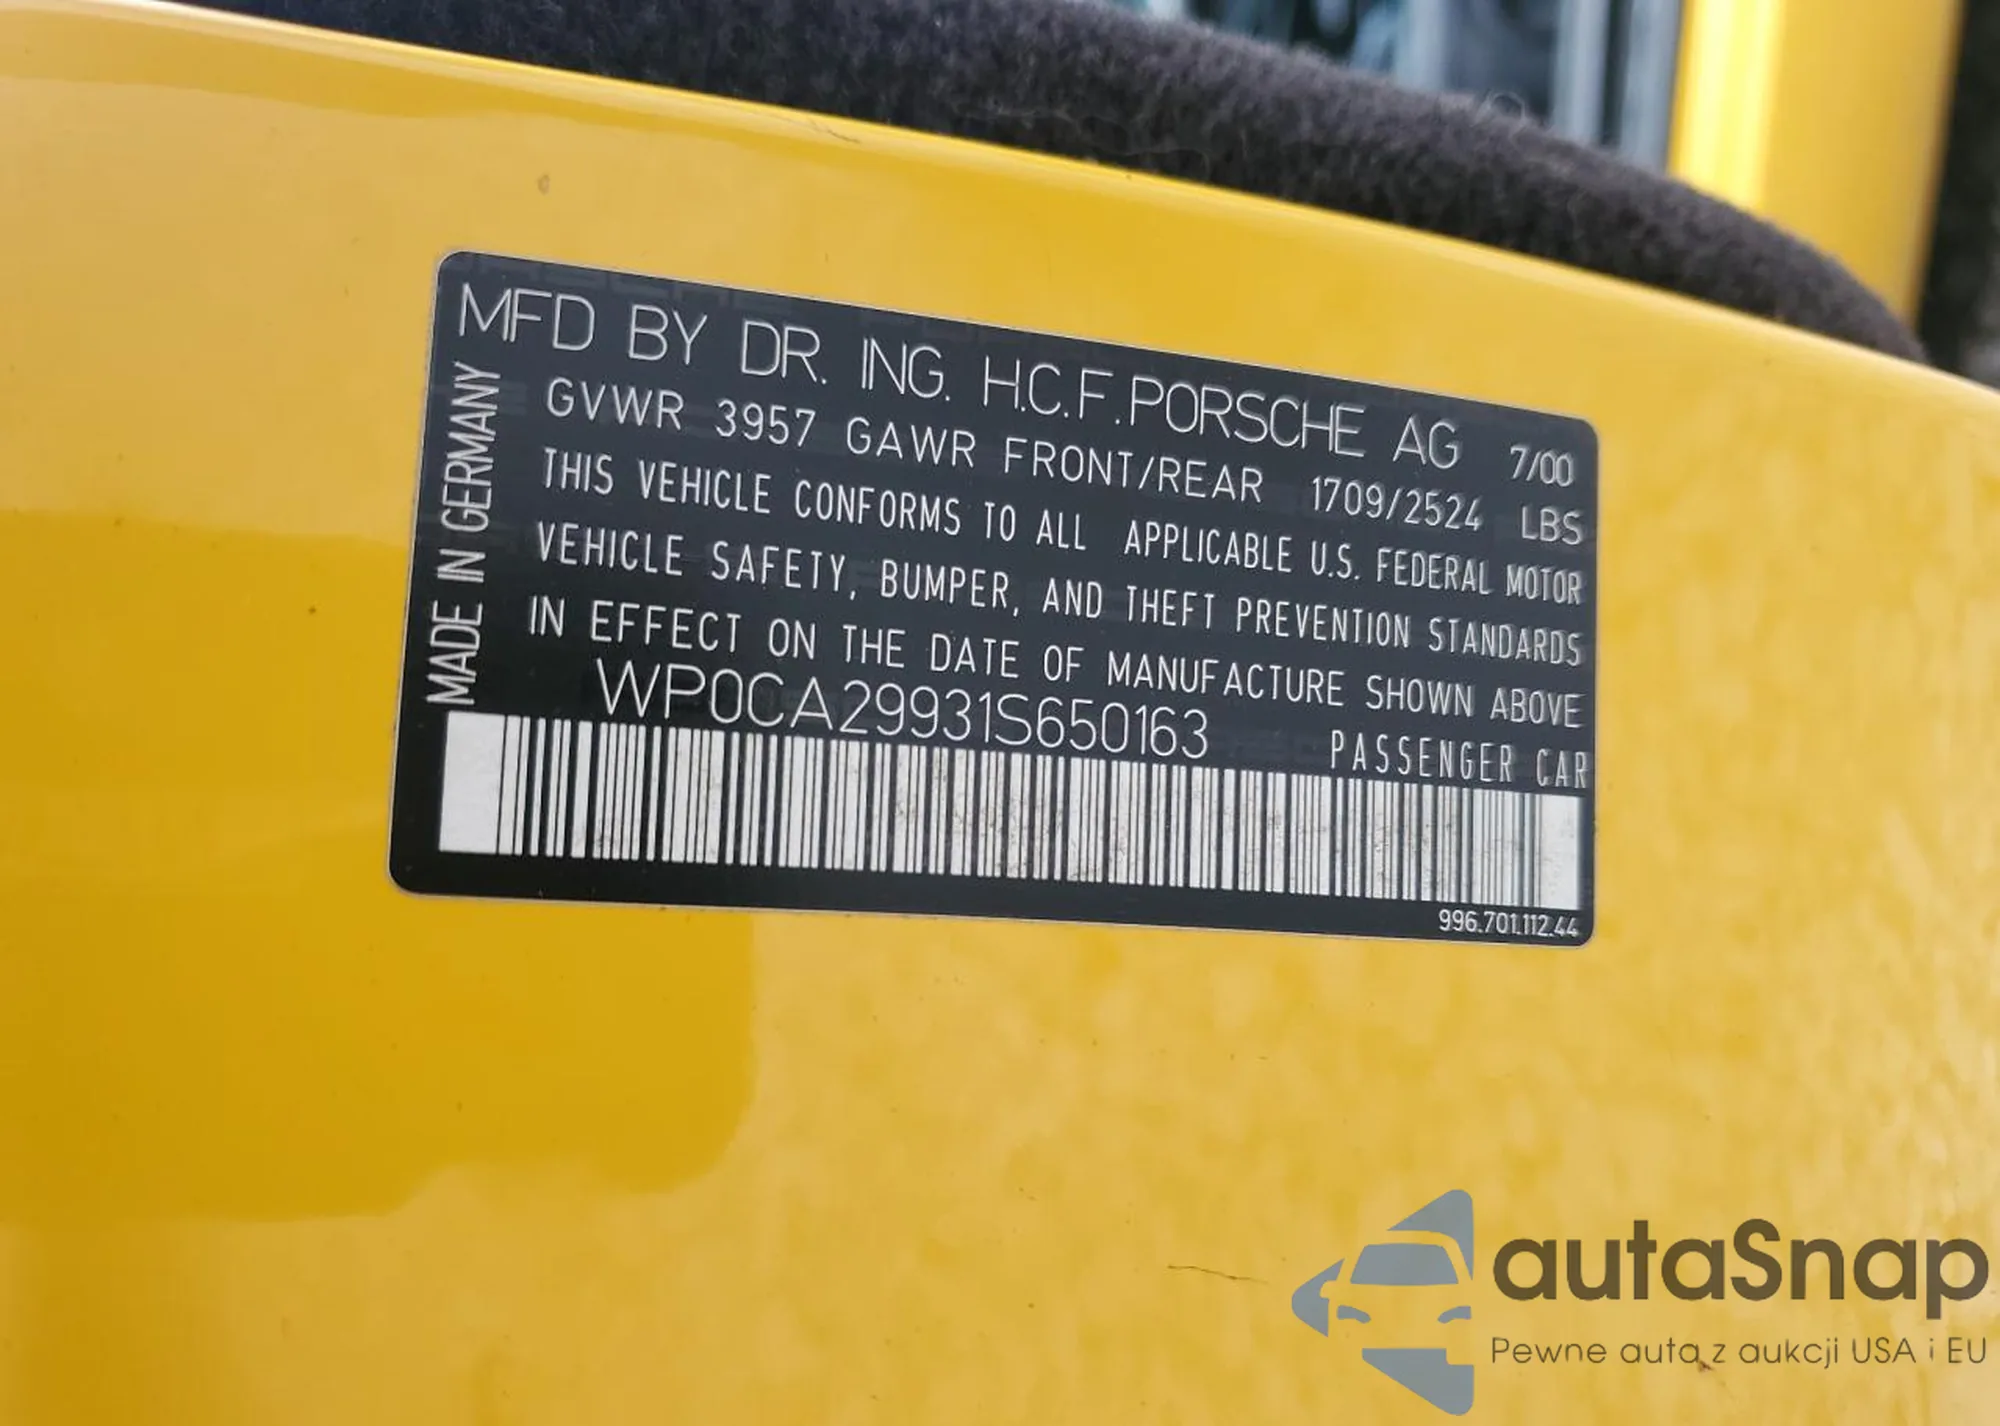 MFD BY DR. ING. H.C.F. PORSCHE AG 7/00
GVWR 3957 GAWR FRONT/REAR 1709/2524 LBS
THIS VEHICLE CONFORMS TO ALL APPLICABLE U.S. FEDERAL MOTOR
VEHICLE SAFETY, BUMPER, AND THEFT PREVENTION STANDARDS
IN EFFECT ON THE DATE OF MANUFACTURE SHOWN ABOVE
WP0CA29931S650163 PASSENGER CAR
MADE IN GERMANY
996.701.112.44
autaSnap
Pewne auta z aukcji USA i EU